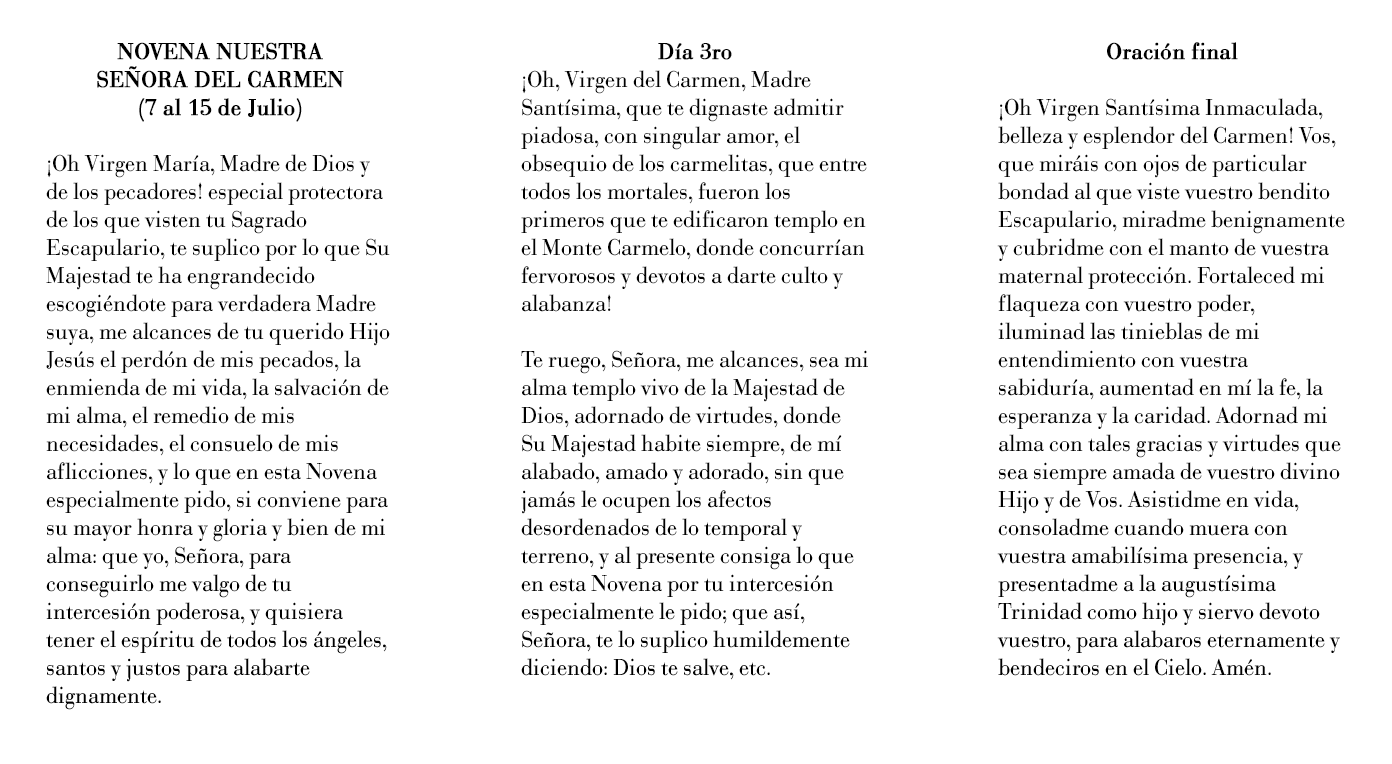 NOVENA NUESTRA
SEÑORA DEL CARMEN
(7 al 15 de Julio)
¡Oh Virgen María, Madre de Dios y
de los pecadores! especial protectora
de los que visten tu Sagrado
Escapulario, te suplico por lo que Su
Majestad te ha engrandecido
escogiéndote para verdadera Madre
suya, me alcances de tu querido Hijo
Jesús el perdón de mis pecados, la
enmienda de mi vida, la salvación de
mi alma, el remedio de mis
necesidades, el consuelo de mis
aflicciones, y lo que en esta Novena
especialmente pido, si conviene para
su mayor honra y gloria y bien de mi
alma: que yo, Señora, para
conseguirlo me valgo de tu
intercesión poderosa, y quisiera
tener el espíritu de todos los ángeles,
santos y justos para alabarte
dignamente.
Día 3ro
¡Oh, Virgen del Carmen, Madre
Santísima, que te dignaste admitir
piadosa, con singular amor, el
obsequio de los carmelitas, que entre
todos los mortales, fueron los
primeros que te edificaron templo en
el Monte Carmelo, donde concurrían
fervorosos y devotos a darte culto y
alabanza!
Te ruego, Señora, me alcances, sea mi
alma templo vivo de la Majestad de
Dios, adornado de virtudes, donde
Su Majestad habite siempre, de mí
alabado, amado y adorado, sin que
jamás le ocupen los afectos
desordenados de lo temporal y
terreno, y al presente consiga lo que
en esta Novena por tu intercesión
especialmente le pido; que así,
Señora, te lo suplico humildemente
diciendo: Dios te salve, etc.
Oración final
¡Oh Virgen Santísima Inmaculada,
belleza y esplendor del Carmen! Vos,
que miráis con ojos de particular
bondad al que viste vuestro bendito
Escapulario, miradme benignamente
y cubridme con el manto de vuestra
maternal protección. Fortaleced mi
flaqueza con vuestro poder,
iluminad las tinieblas de mi
entendimiento con vuestra
sabiduría, aumentad en mí la fe, la
esperanza y la caridad. Adornad mi
alma con tales gracias y virtudes que
sea siempre amada de vuestro divino
Hijo y de Vos. Asistidme en vida,
consoladme cuando muera con
vuestra amabilísima presencia, y
presentadme a la augustísima
Trinidad como hijo y siervo devoto
vuestro, para alabaros eternamente y
bendeciros en el Cielo. Amén.